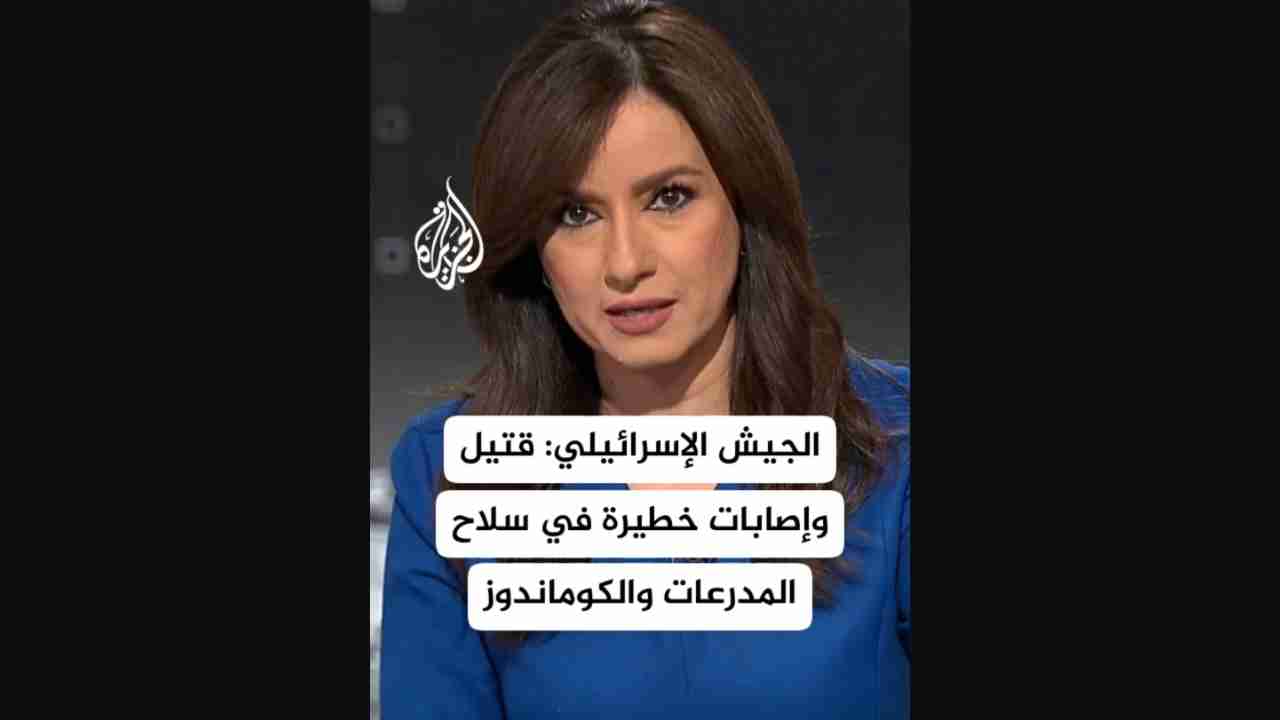 الجزيرة
الجيش الإسرائيلي: قتيل
وإصابات خطيرة في سلاح
المدرعات والكوماندوز